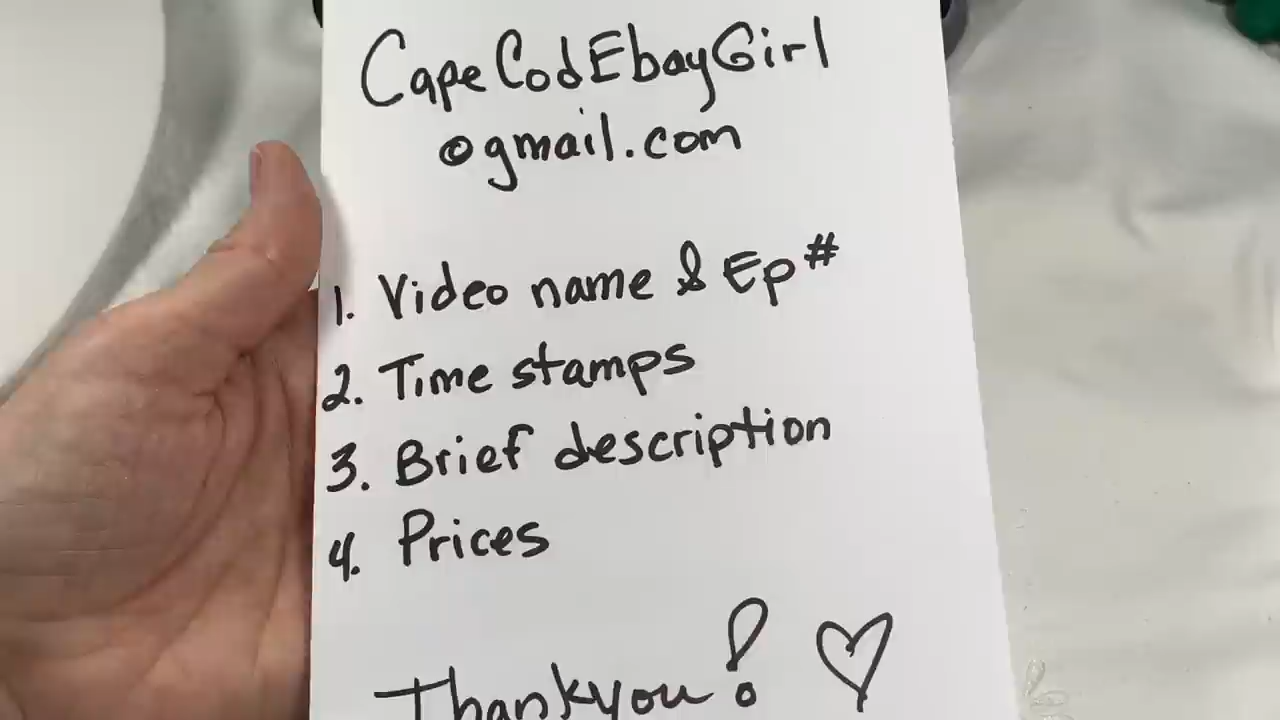 CapeCodEbayGirl
@gmail.com
1. Video name & Ep#
2. Time stamps
3. Brief description
4. Prices
Thankyou!